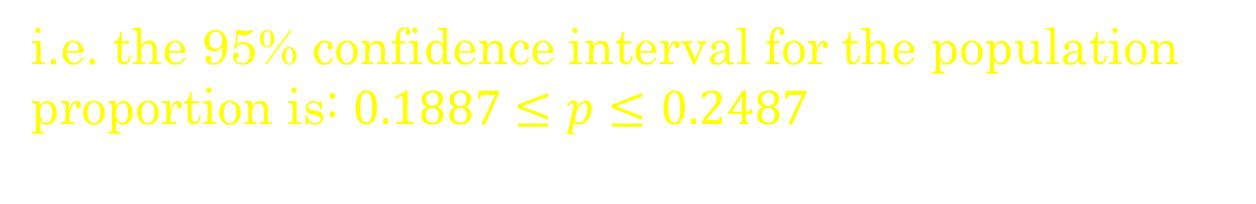 i.e. the 95% confidence interval for the population
proportion is: 0.1887 ≤ p ≤ 0.2487